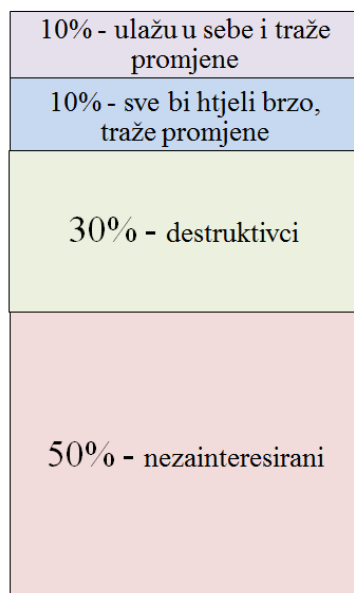 10% - ulažu u sebe i traže
promjene
10% - sve bi htjeli brzo,
traže promjene
30% - destruktivci
50% - nezainteresirani